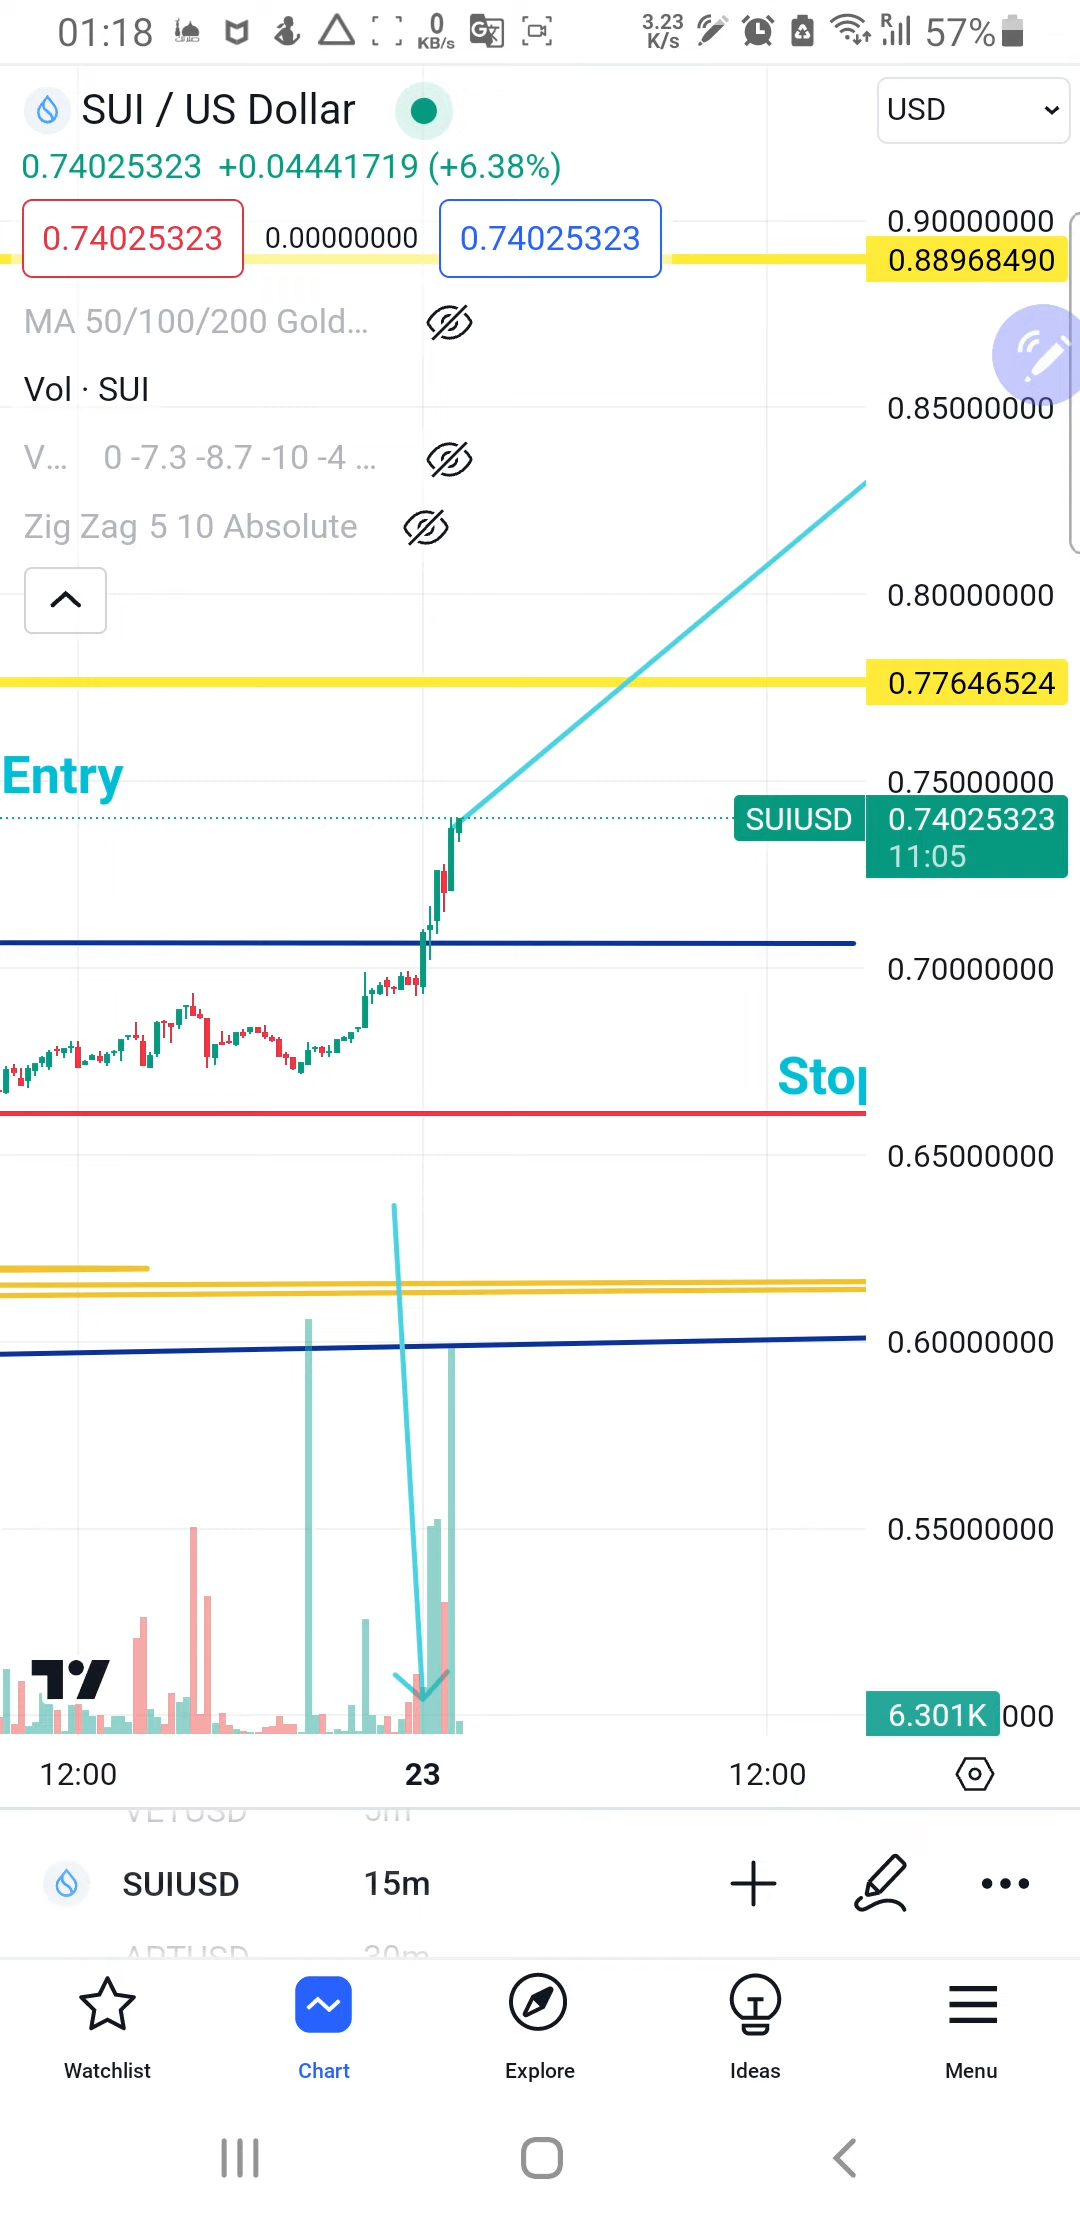 01:18 0 KB/s 3.23 K/s R 57%
SUI / US Dollar USD
0.74025323 +0.04441719 (+6.38%)
0.74025323 0.00000000 0.74025323
0.90000000
0.88968490
MA 50/100/200 Gold...
Vol · SUI
0.85000000
V... 0 -7.3 -8.7 -10 -4 ...
Zig Zag 5 10 Absolute
0.80000000
0.77646524
Entry
0.75000000
SUIUSD 0.74025323
11:05
0.70000000
Stop
0.65000000
0.60000000
0.55000000
6.301K 000
12:00 23 12:00
VETUSD 5m
SUIUSD 15m
30m
Watchlist Chart Explore Ideas Menu